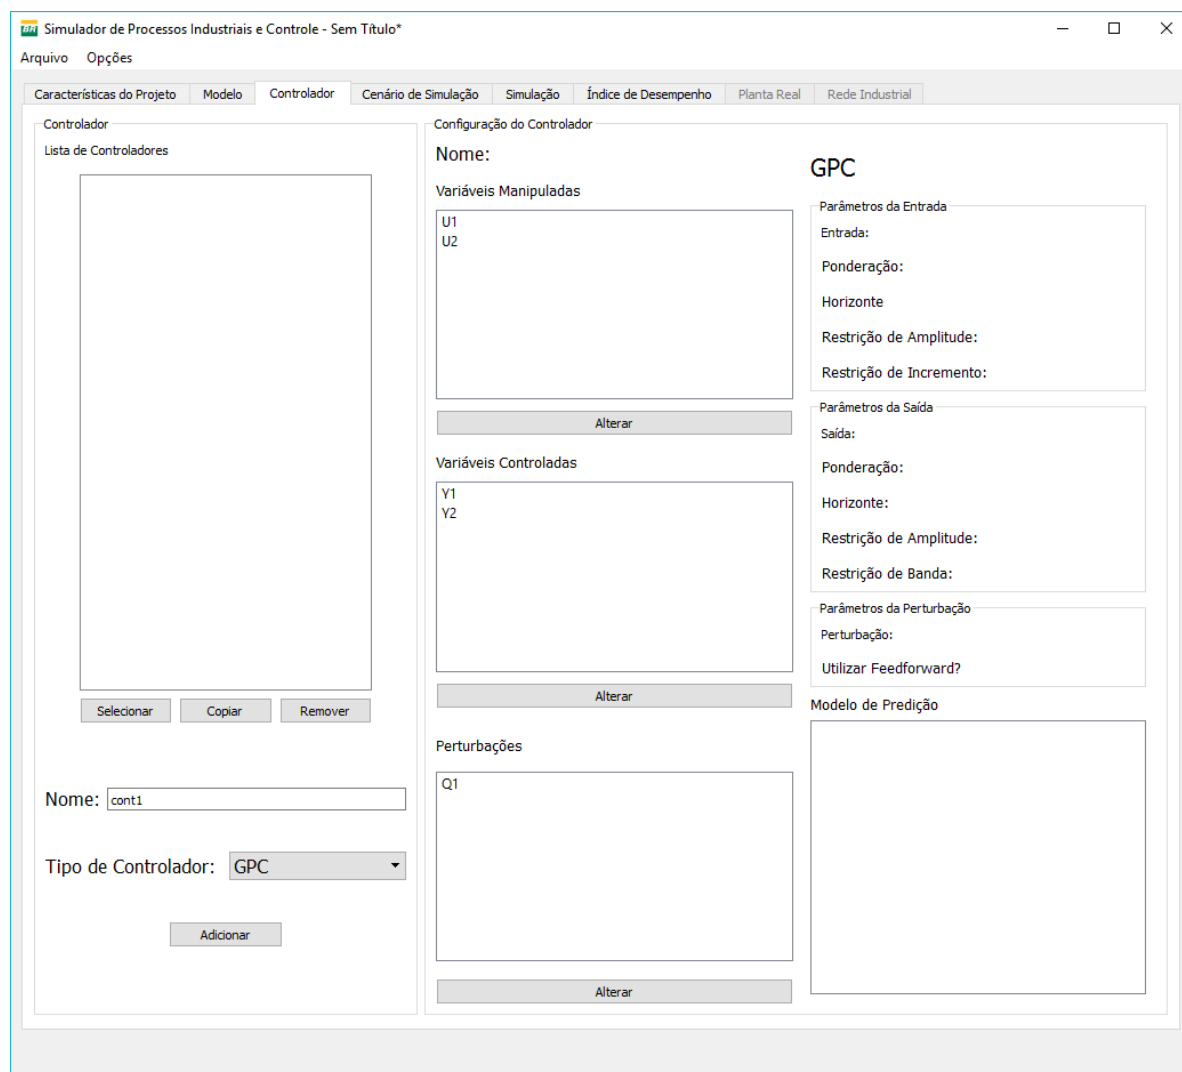 Simulador de Processos Industriais e Controle - Sem Título*
Arquivo Opções
Características do Projeto Modelo Controlador Cenário de Simulação Simulação Índice de Desempenho Planta Real Rede Industrial
Controlador
Lista de Controladores
Selecionar Copiar Remover
Nome: cont1
Tipo de Controlador: GPC
Adicionar
Configuração do Controlador
Nome:
Variáveis Manipuladas
U1
U2
Alterar
Variáveis Controladas
Y1
Y2
Alterar
Perturbações
Q1
Alterar
GPC
Parâmetros da Entrada
Entrada:
Ponderação:
Horizonte
Restrição de Amplitude:
Restrição de Incremento:
Parâmetros da Saída
Saída:
Ponderação:
Horizonte:
Restrição de Amplitude:
Restrição de Banda:
Parâmetros da Perturbação
Perturbação:
Utilizar Feedforward?
Modelo de Predição